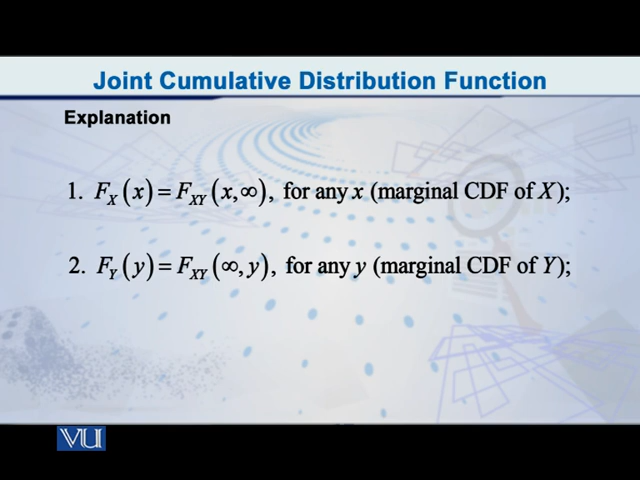 Joint Cumulative Distribution Function
Explanation
1. F_X (x) = F_XY (x,∞), for any x (marginal CDF of X);
2. F_Y (y) = F_XY (∞, y), for any y (marginal CDF of Y);
VU